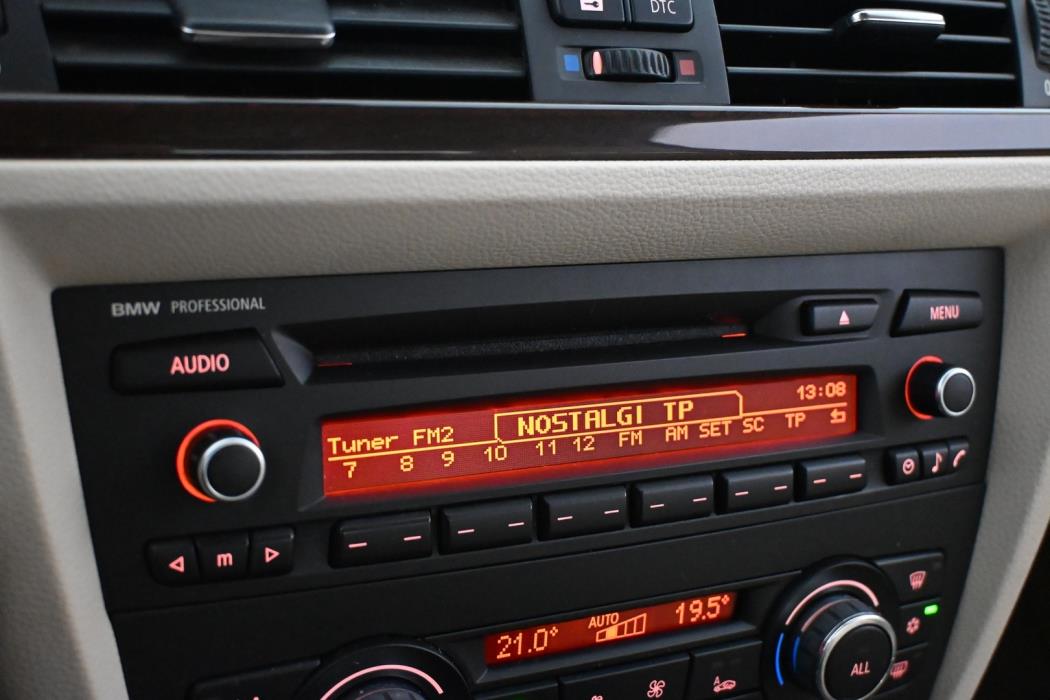 DTC
BMW PROFESSIONAL
AUDIO
MENU
13:08
NOSTALGI TP
Tuner FM2
7 8 9 10 11 12 FM AM SET SC TP
m
21.0° AUTO 19.5°
ALL